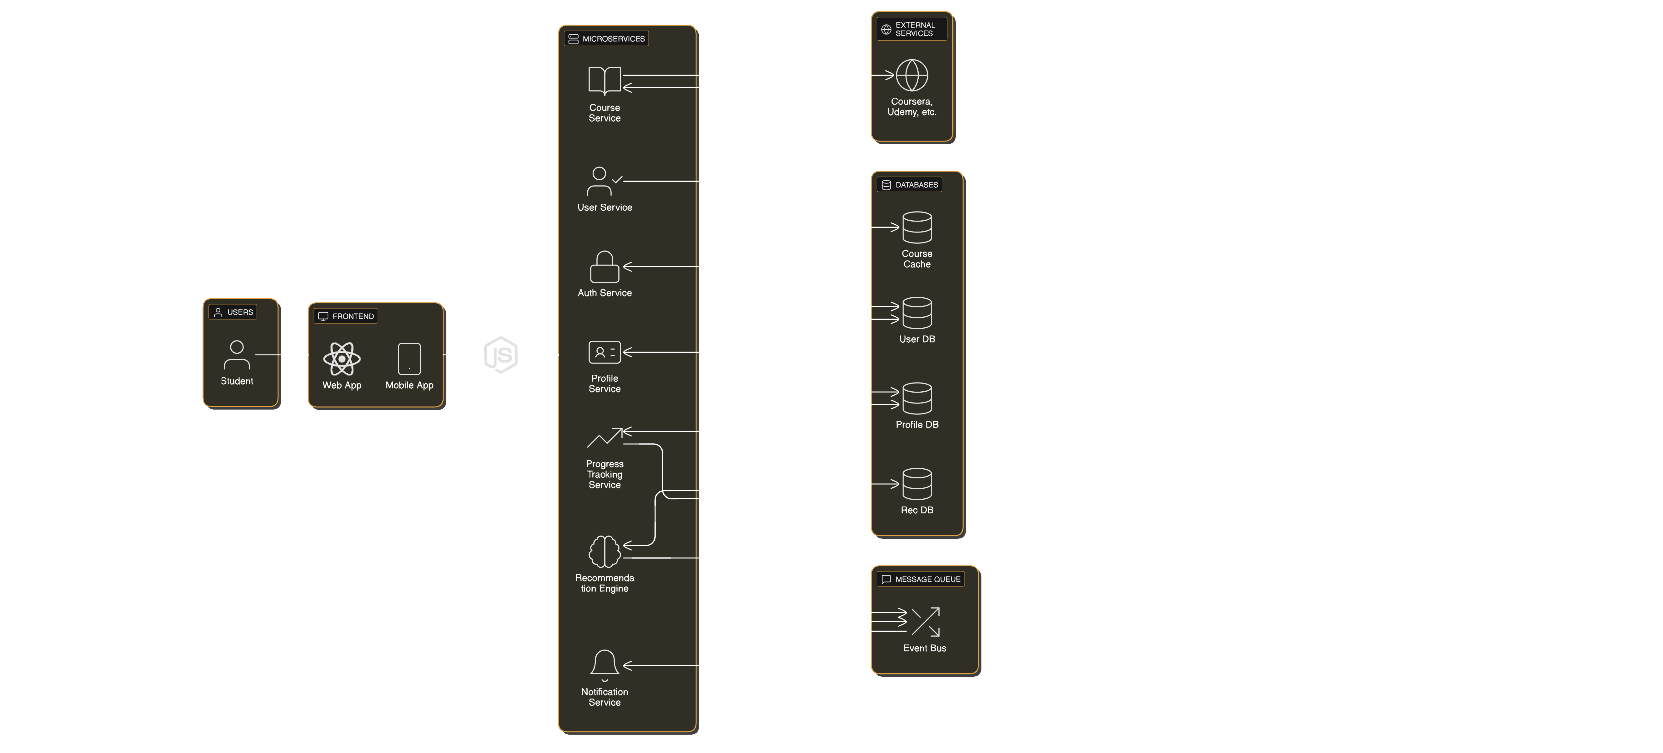 USERS
Student
FRONTEND
Web App
Mobile App
JS
MICROSERVICES
Course
Service
User Service
Auth Service
Profile
Service
Progress
Tracking
Service
Recommenda
tion Engine
Notification
Service
EXTERNAL
SERVICES
Coursera,
Udemy, etc.
DATABASES
Course
Cache
User DB
Profile DB
Rec DB
MESSAGE QUEUE
Event Bus